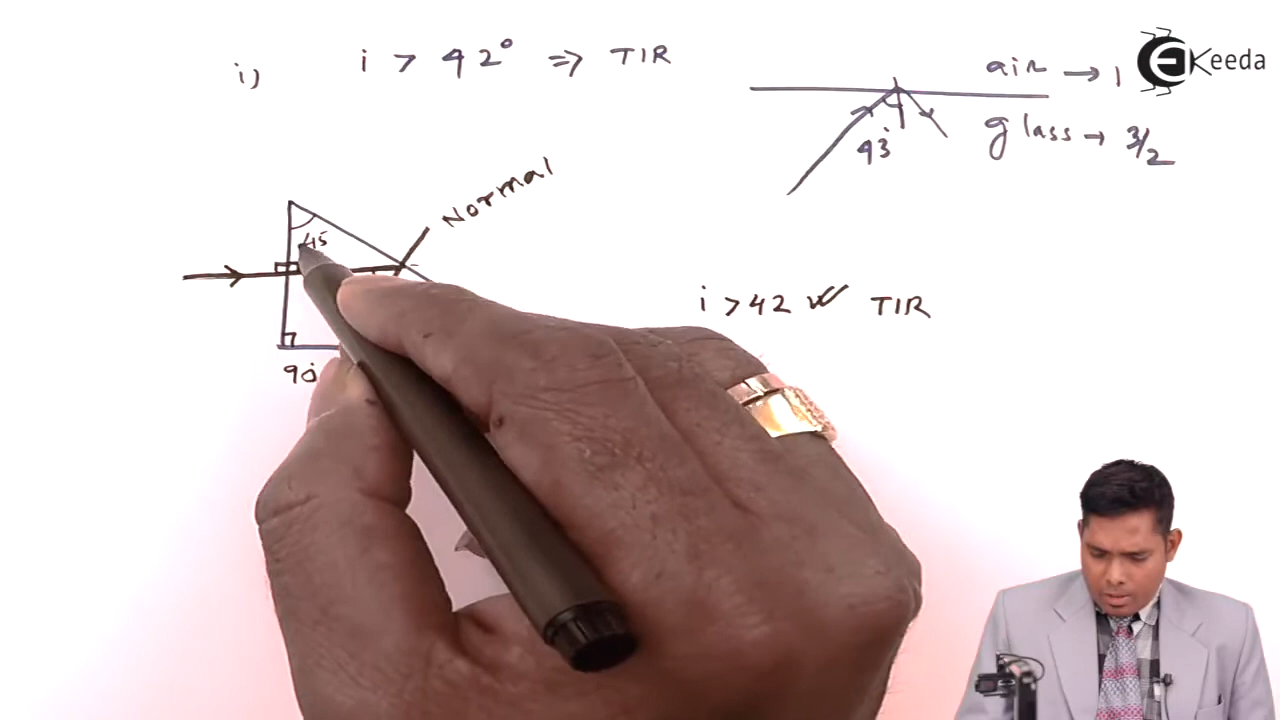 i) i > 42° ⇒ TIR
air → 1
glass → 3/2
43°
Normal
45
90°
i > 42 ✓ TIR
EKeeda